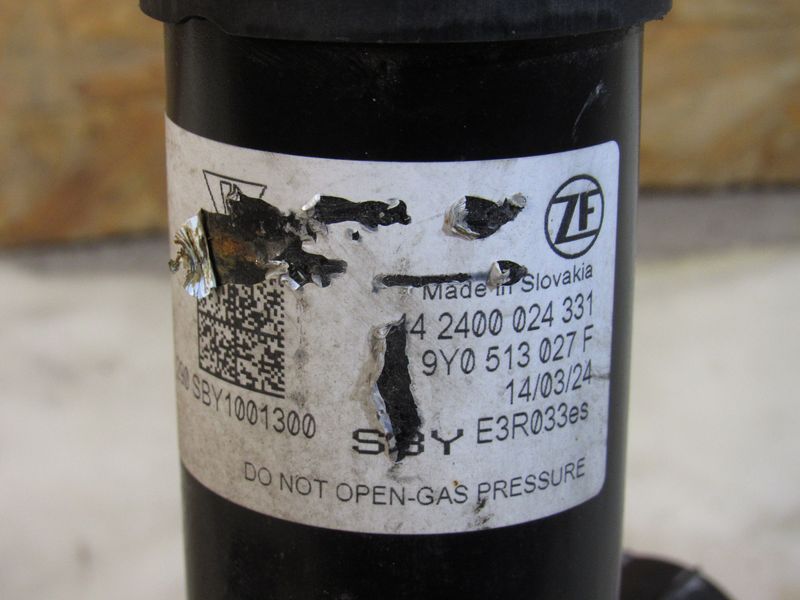 ZF
Made in Slovakia
2400 024 331
9Y0 513 027 F
14/03/24
SBY1001300
SBY E3R033es
DO NOT OPEN-GAS PRESSURE